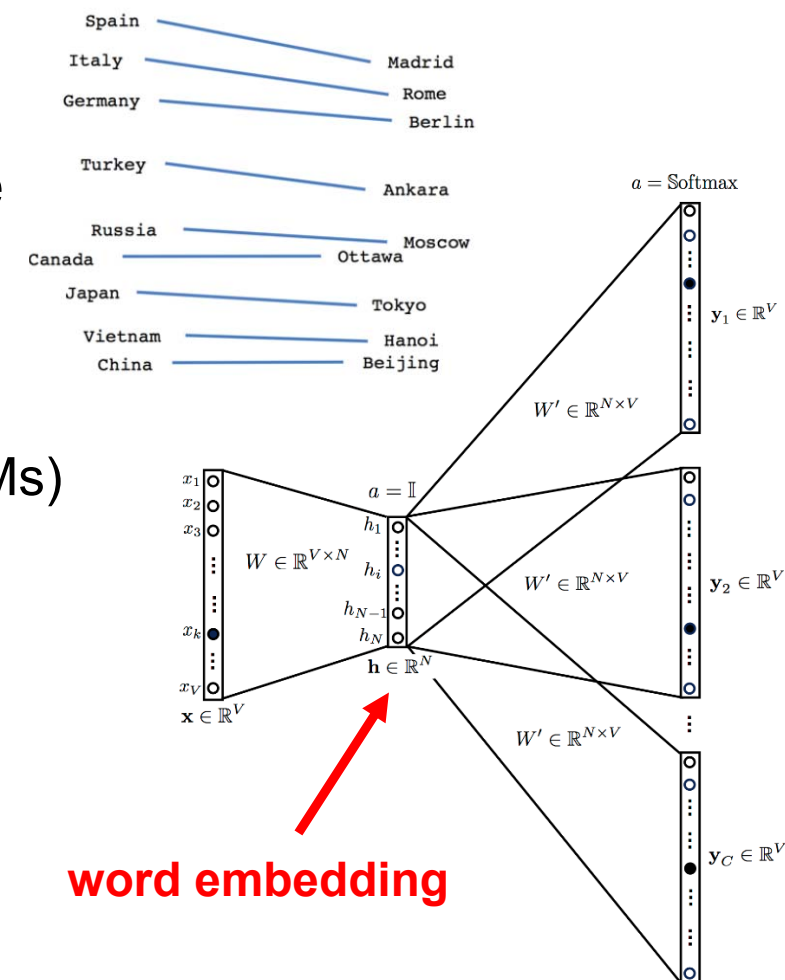 Spain
Madrid
Italy
Rome
Germany
Berlin
Turkey
Ankara
Russia
Moscow
Canada
Ottawa
Japan
Tokyo
Vietnam
Hanoi
China
Beijing
e
Ms)
a = Softmax
y₁ ∈ ℝ^V
W′ ∈ ℝ^{N×V}
x₁
x₂
x₃
x_k
x_V
x ∈ ℝ^V
W ∈ ℝ^{V×N}
a = 𝕀
h₁
h_i
h_{N−1}
h_N
h ∈ ℝ^N
W′ ∈ ℝ^{N×V}
y₂ ∈ ℝ^V
W′ ∈ ℝ^{N×V}
y_C ∈ ℝ^V
word embedding